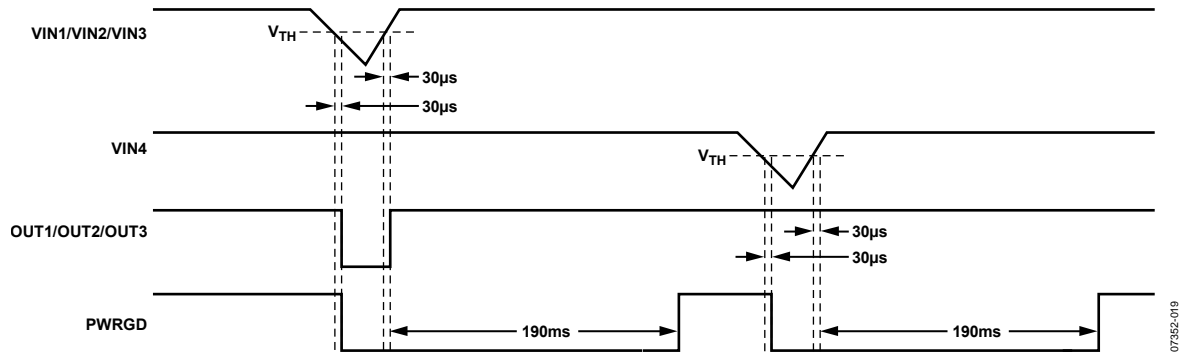 VIN1/VIN2/VIN3
VTH
30µs
30µs
VIN4
VTH
OUT1/OUT2/OUT3
30µs
30µs
PWRGD
190ms
190ms
07352-019